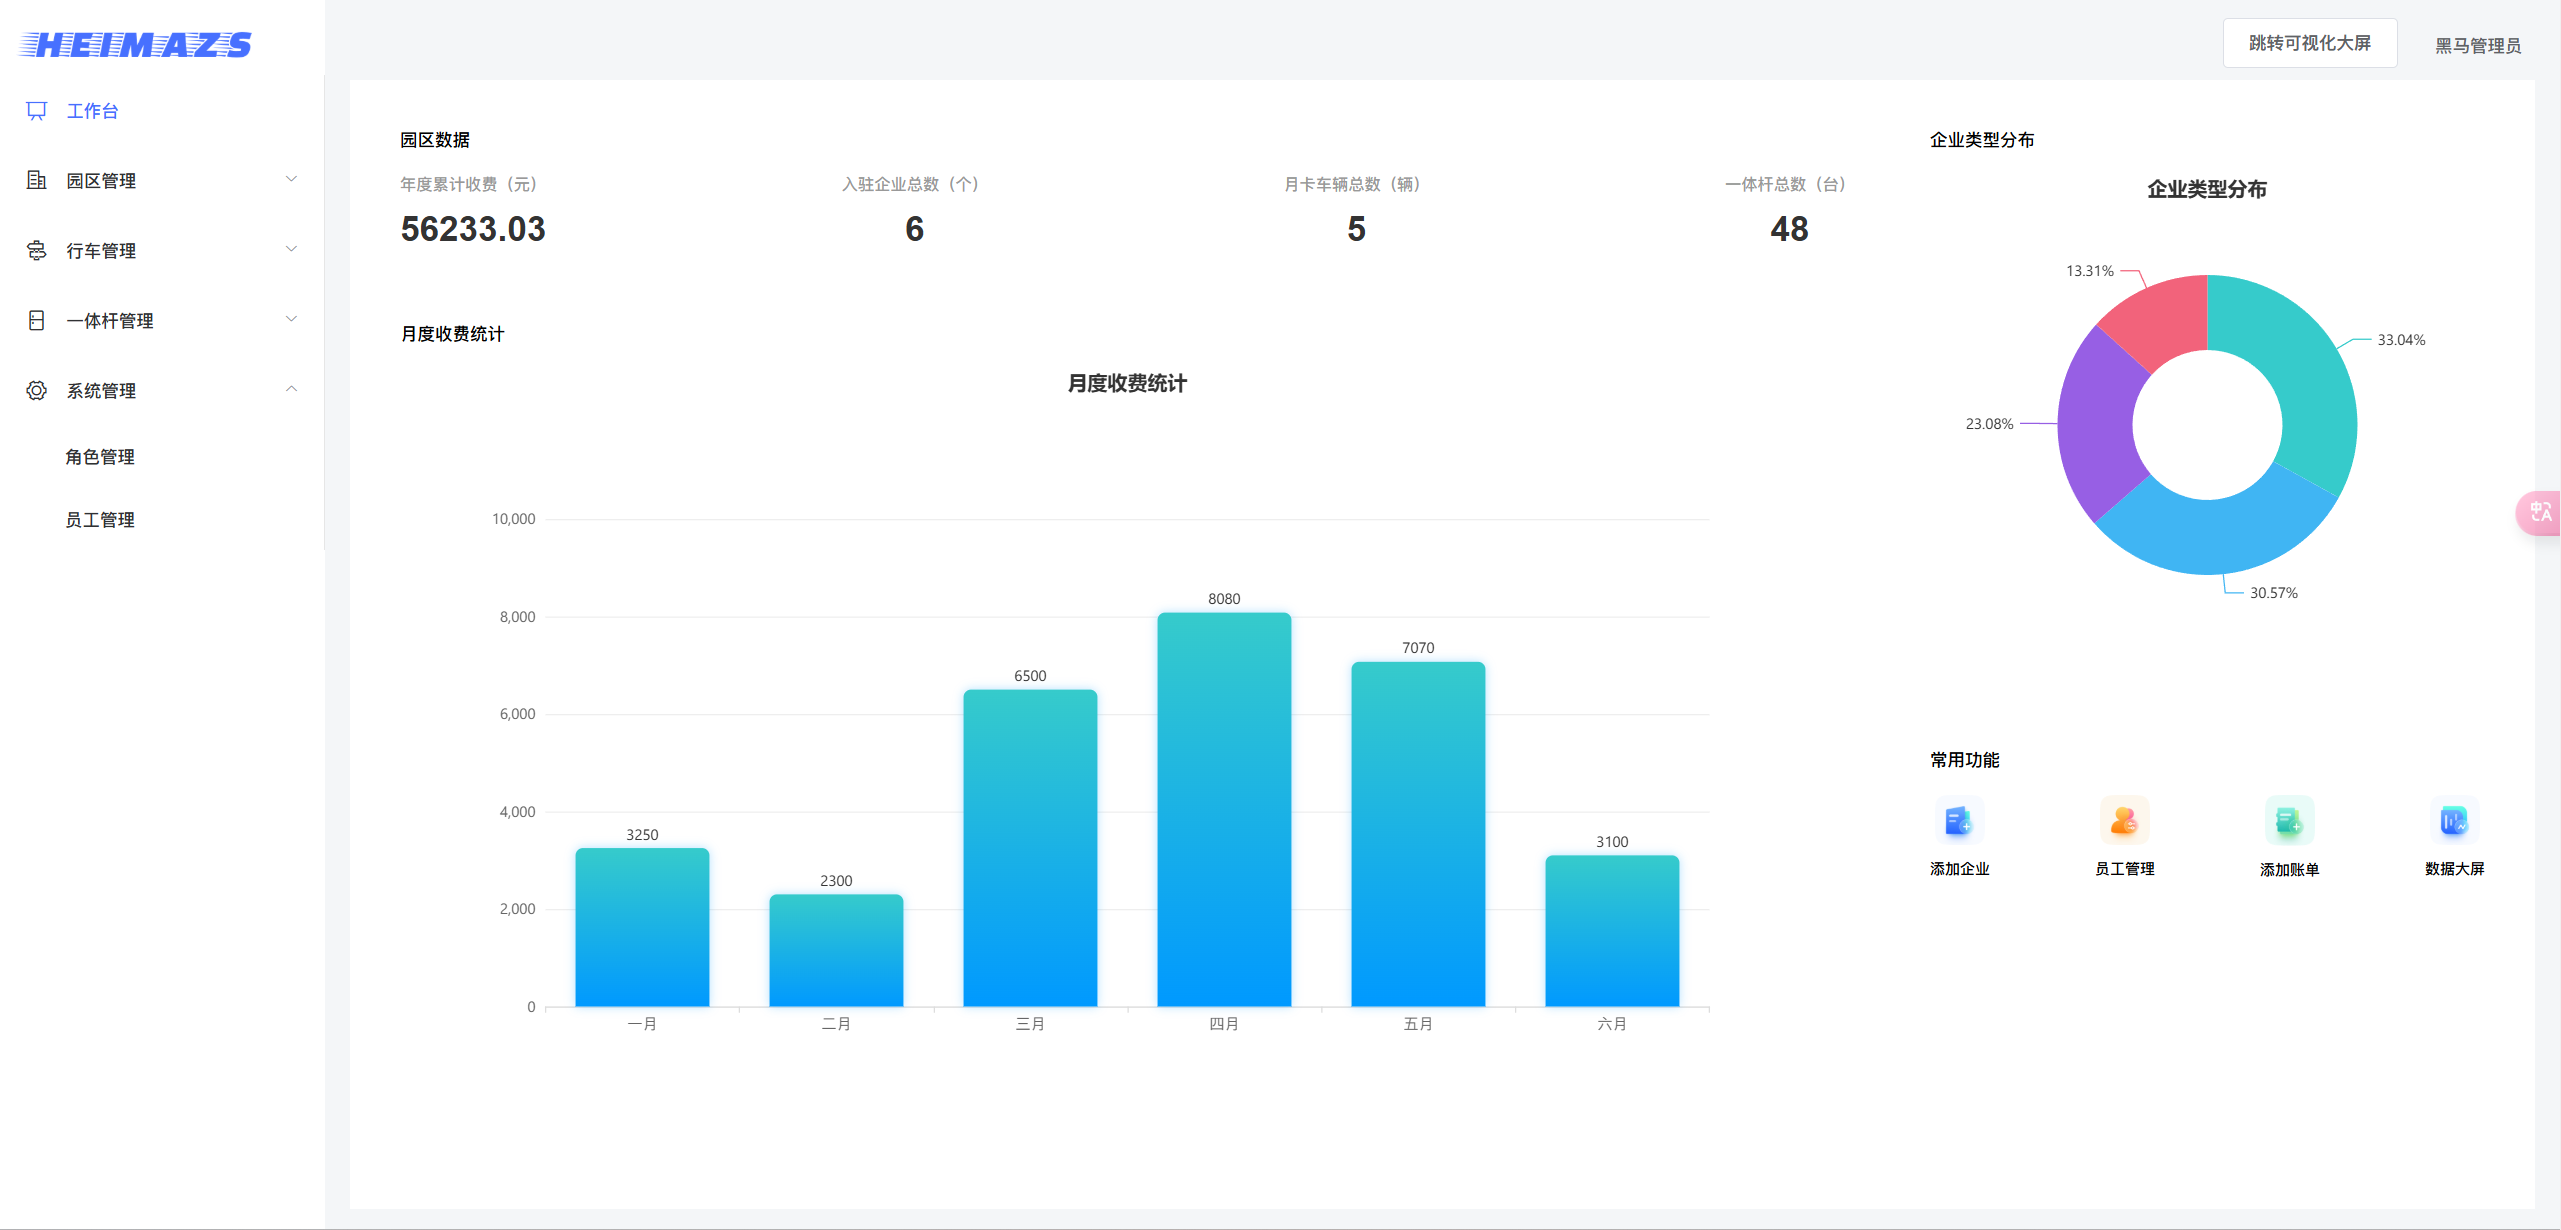 HEIMAZS
跳转可视化大屏
黑马管理员
工作台
园区管理
行车管理
一体杆管理
系统管理
角色管理
员工管理
园区数据
年度累计收费（元）
56233.03
入驻企业总数（个）
6
月卡车辆总数（辆）
5
一体杆总数（台）
48
月度收费统计
月度收费统计
10,000
8,000
6,000
4,000
2,000
0
3250
2300
6500
8080
7070
3100
一月
二月
三月
四月
五月
六月
企业类型分布
企业类型分布
13.31%
33.04%
23.08%
30.57%
中A
常用功能
添加企业
员工管理
添加账单
数据大屏